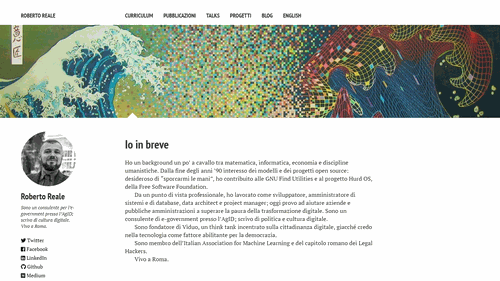 ROBERTO REALE
CURRICULUM PUBBLICAZIONI TALKS PROGETTI BLOG ENGLISH
Io in breve
Ho un background un po' a cavallo tra matematica, informatica, economia e discipline
umanistiche. Dalla fine degli anni '90 interesso dei modelli e dei progetti open source:
desideroso di "sporcarmi le mani", ho contribuito alle GNU Find Utilities e al progetto Hurd OS,
della Free Software Foundation.
Da un punto di vista professionale, ho lavorato come sviluppatore, amministratore di
sistemi e di database, data architect e project manager; oggi provo ad aiutare aziende e
pubbliche amministrazioni a superare la paura della trasformazione digitale. Sono un
consulente di e-government presso l'AgID; scrivo di politica e cultura digitale.
Sono fondatore di Viduo, un think tank incentrato sulla cittadinanza digitale, giacché credo
nella tecnologia come fattore abilitante per la democrazia.
Sono membro dell'Italian Association for Machine Learning e del capitolo romano dei Legal
Hackers.
Vivo a Roma.
Roberto Reale
Sono un consulente per l'e-
government presso l'AgID;
scrivo di cultura digitale.
Vivo a Roma.
Twitter
Facebook
LinkedIn
Github
Medium